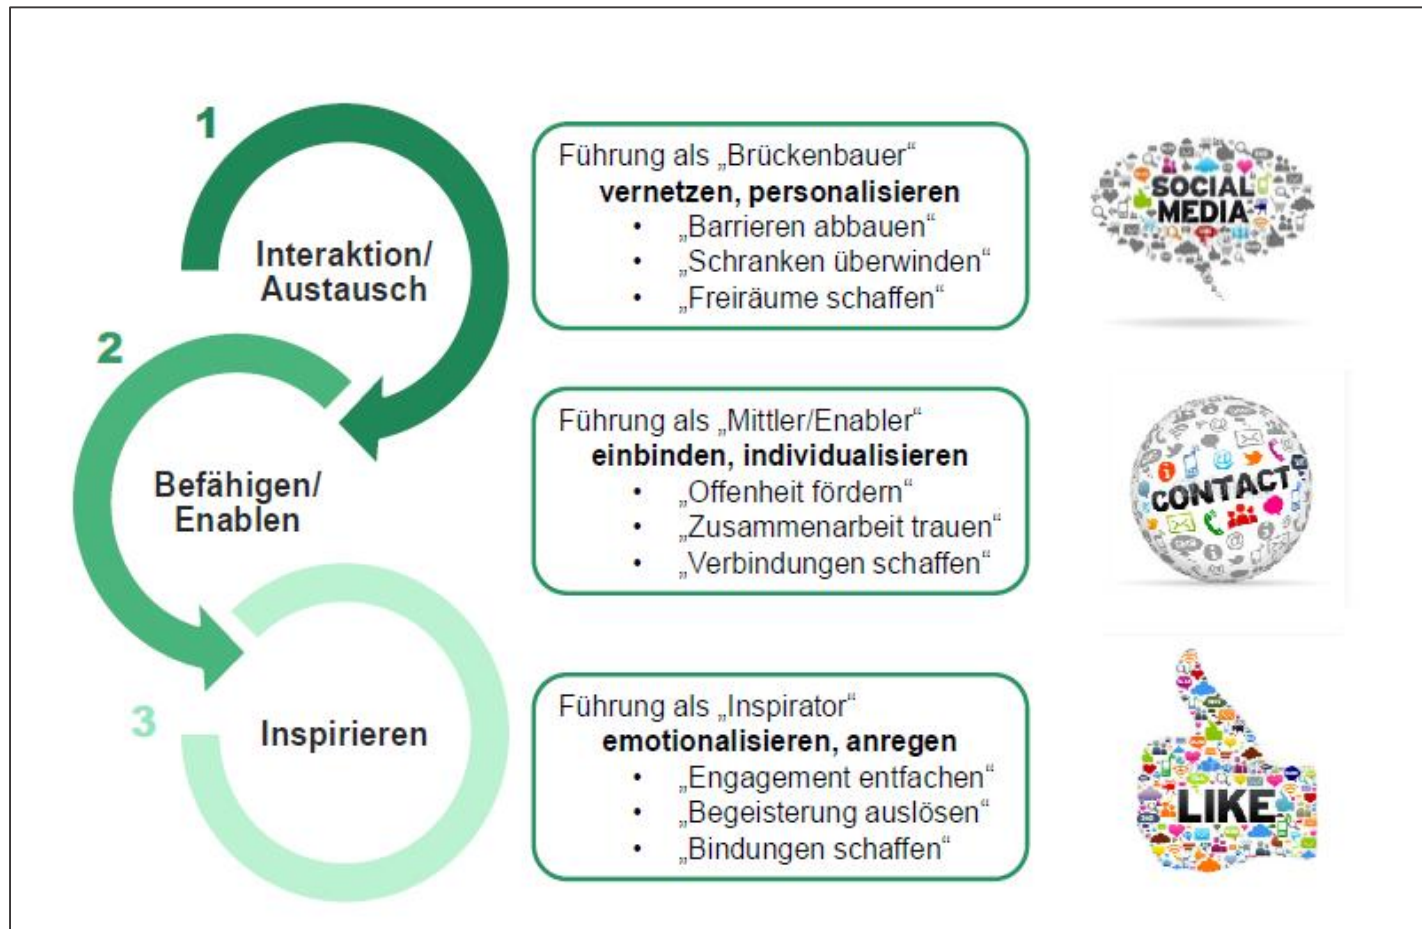 1
Interaktion/
Austausch
Führung als „Brückenbauer“
vernetzen, personalisieren
• „Barrieren abbauen“
• „Schranken überwinden“
• „Freiräume schaffen“
SOCIAL
MEDIA
2
Befähigen/
Enablen
Führung als „Mittler/Enabler“
einbinden, individualisieren
• „Offenheit fördern“
• „Zusammenarbeit trauen“
• „Verbindungen schaffen“
CONTACT
3
Inspirieren
Führung als „Inspirator“
emotionalisieren, anregen
• „Engagement entfachen“
• „Begeisterung auslösen“
• „Bindungen schaffen“
LIKE